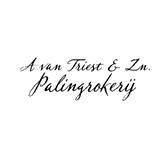 A van Triest & Zn.
Palingrokerij